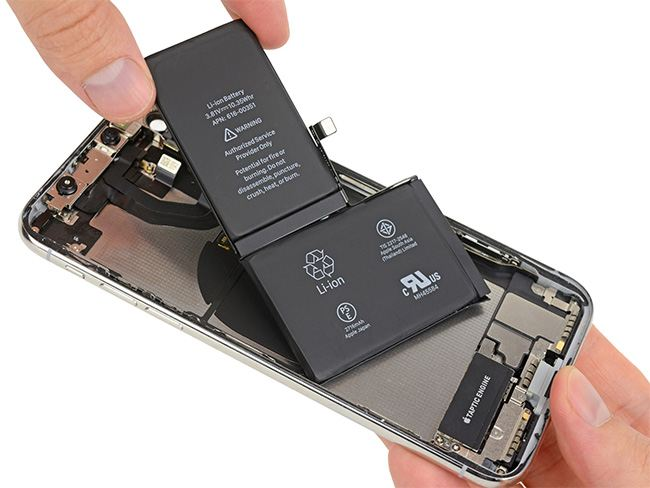 Li-ion Battery
3.81V⎓10.35Whr
APN: 616-00351
WARNING
Authorized Service
Provider Only
Potential for fire or
burning. Do not
disassemble, puncture,
crush, heat, or burn.
Li-ion
PS
E
2716mAh
Apple Japan
TIS 2217-2548
Apple South Asia
(Thailand) Limited
c RU US
MH45584
TAPTIC ENGINE